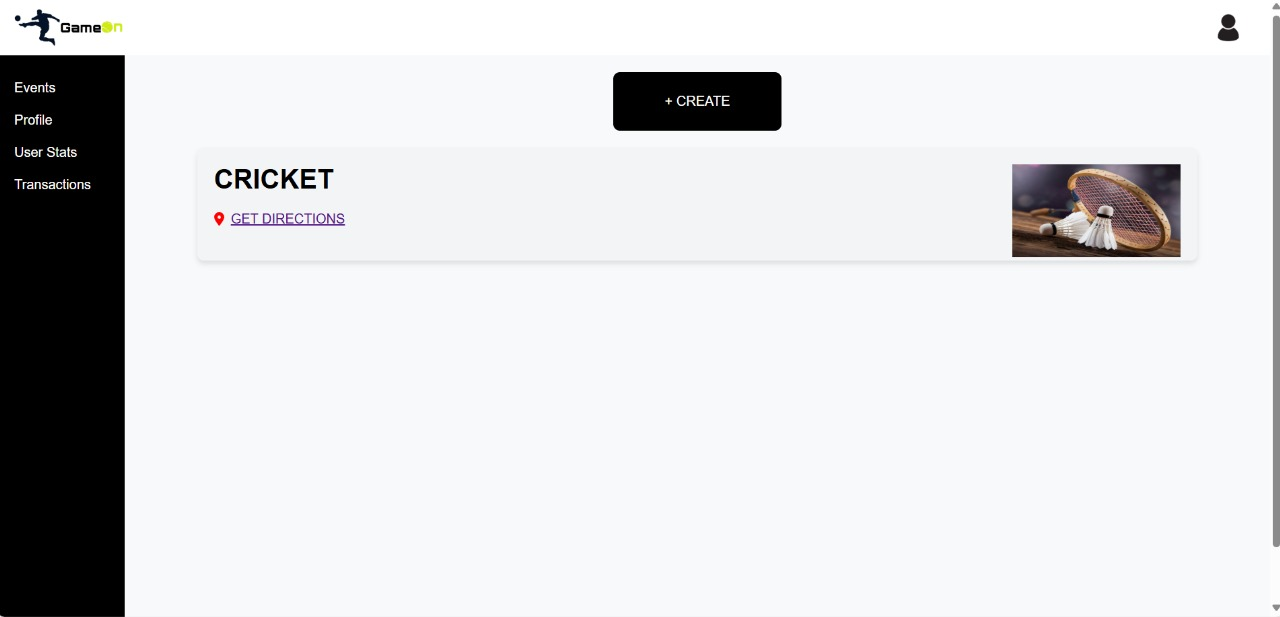 GameOn
Events
Profile
User Stats
Transactions
+ CREATE
CRICKET
GET DIRECTIONS